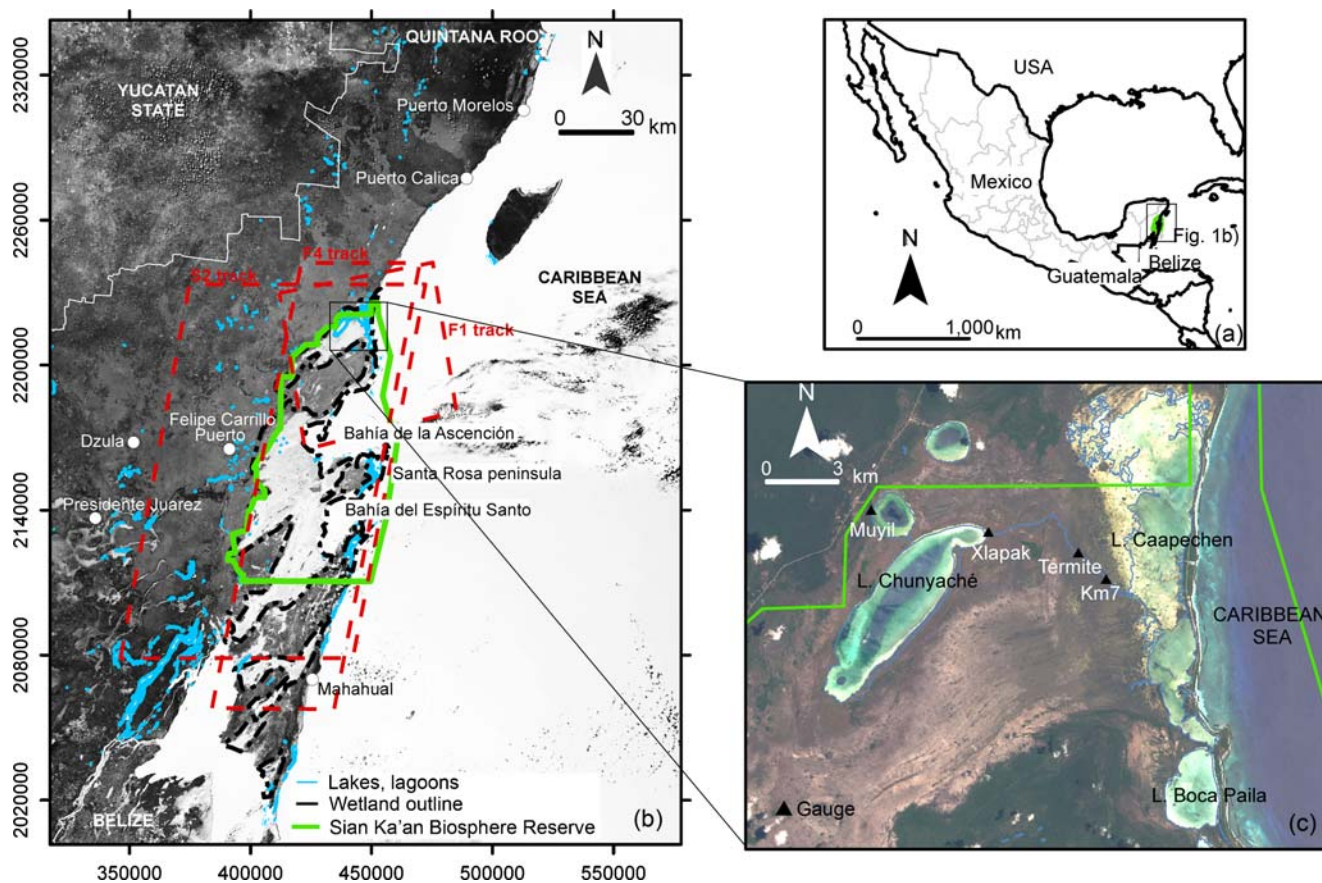 QUINTANA ROO
N
YUCATAN
STATE
Puerto Morelos
0 30 km
Puerto Calica
F4 track
S2 track
CARIBBEAN
SEA
F1 track
Felipe Carrillo
Puerto
Bahía de la Ascención
Dzula
Santa Rosa peninsula
Presidente Juarez
Bahía del Espíritu Santo
Mahahual
Lakes, lagoons
Wetland outline
Sian Ka'an Biosphere Reserve
BELIZE
(b)
2320000
2260000
2200000
2140000
2080000
2020000
350000 400000 450000 500000 550000
USA
Mexico
N
Fig. 1b)
Belize
Guatemala
0 1,000 km
(a)
N
0 3
km
Muyil
Xlapak
L. Caapechen
Térmite
L. Chunyaché
Km7
CARIBBEAN
SEA
Gauge
L. Boca Paila
(c)